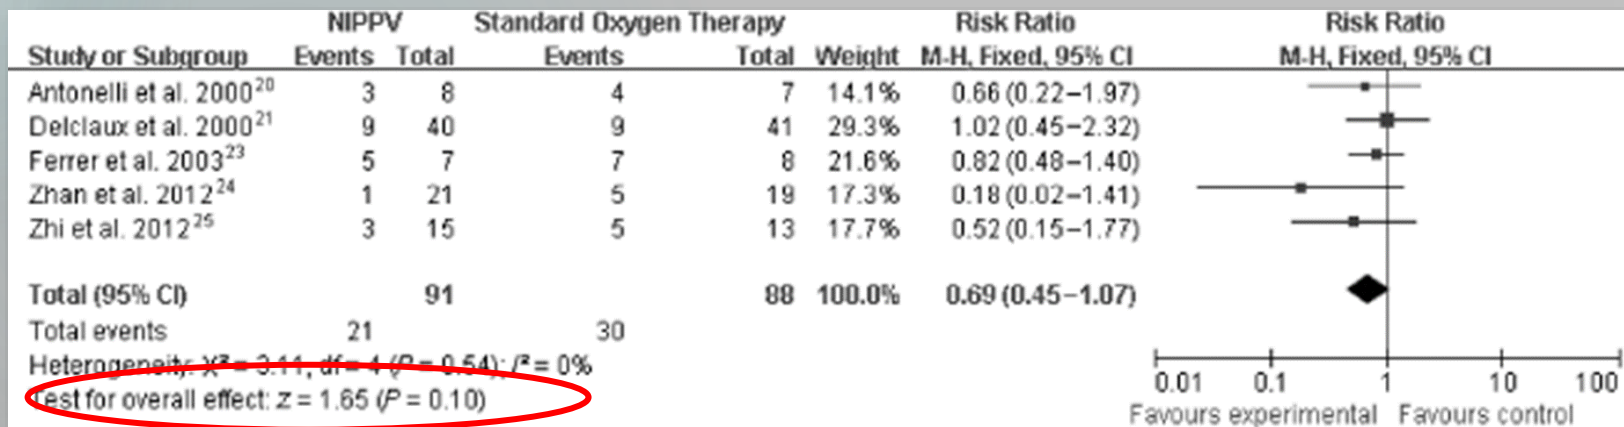 NIPPV Standard Oxygen Therapy Risk Ratio Risk Ratio
Study or Subgroup Events Total Events Total Weight M-H, Fixed, 95% CI M-H, Fixed, 95% CI
Antonelli et al. 2000²⁰ 3 8 4 7 14.1% 0.66 (0.22–1.97)
Delclaux et al. 2000²¹ 9 40 9 41 29.3% 1.02 (0.45–2.32)
Ferrer et al. 2003²³ 5 7 7 8 21.6% 0.82 (0.48–1.40)
Zhan et al. 2012²⁴ 1 21 5 19 17.3% 0.18 (0.02–1.41)
Zhi et al. 2012²⁵ 3 15 5 13 17.7% 0.52 (0.15–1.77)
Total (95% CI) 91 88 100.0% 0.69 (0.45–1.07)
Total events 21 30
Heterogeneity: X² = 3.11, df = 4 (P = 0.54); I² = 0%
Test for overall effect: z = 1.65 (P = 0.10)
0.01 0.1 1 10 100
Favours experimental Favours control